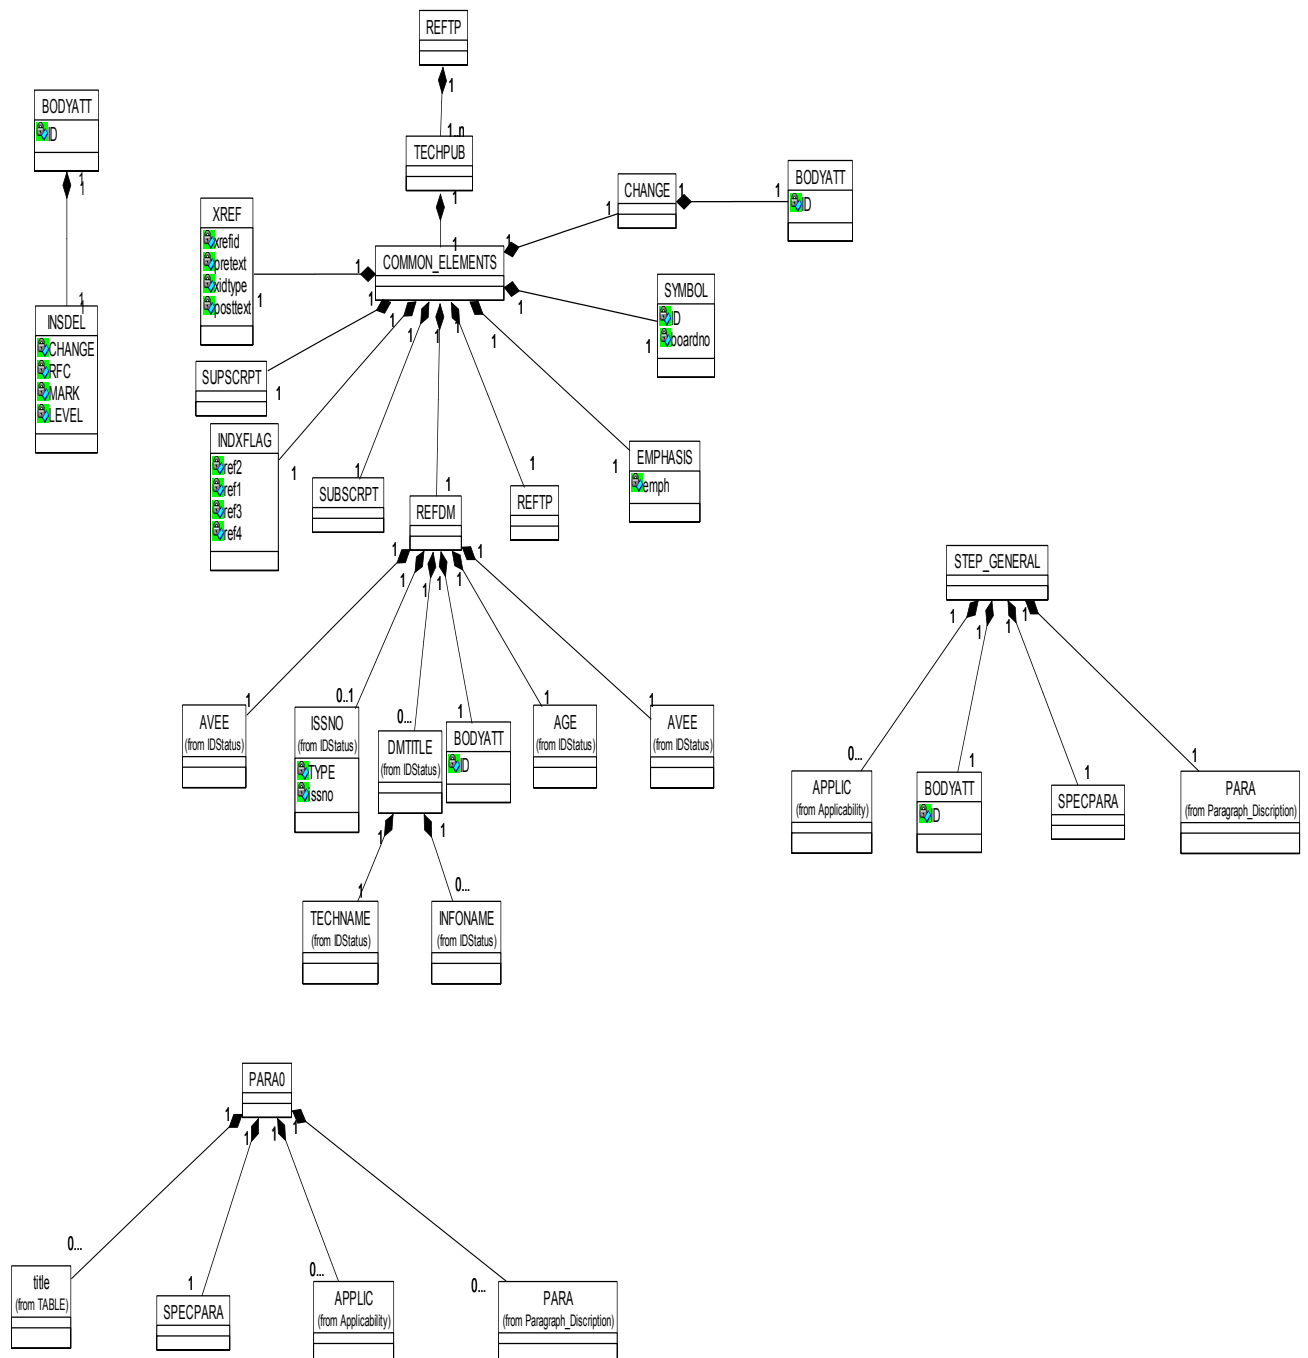 REFTP
1
1..n
TECHPUB
1
1
BODYATT
ID
1
1
1
1
INSDEL
CHANGE
RFC
MARK
LEVEL
XREF
xrefid
pretext
xidtype
posttext
1
1
COMMON_ELEMENTS
CHANGE
1
1
1
1
BODYATT
ID
SYMBOL
ID
boardno
1
1
SUPSCRPT
1
1
INDXFLAG
ref2
ref1
ref3
ref4
1
1
SUBSCRPT
1
1
REFDM
1
1
REFTP
1
1
EMPHASIS
emph
1
1
1
1
1
1
1
1
AVEE
(from IDStatus)
1
ISSNO
(from IDStatus)
TYPE
issno
0..1
DMTITLE
(from IDStatus)
0...
BODYATT
ID
1
AGE
(from IDStatus)
1
AVEE
(from IDStatus)
1
1
1
TECHNAME
(from IDStatus)
1
INFONAME
(from IDStatus)
0...
STEP_GENERAL
1
1
1
1
0...
1
1
1
APPLIC
(from Applicability)
BODYATT
ID
SPECPARA
PARA
(from Paragraph_Discription)
PARA0
1
1
1
1
0...
1
0...
0...
title
(from TABLE)
SPECPARA
APPLIC
(from Applicability)
PARA
(from Paragraph_Discription)